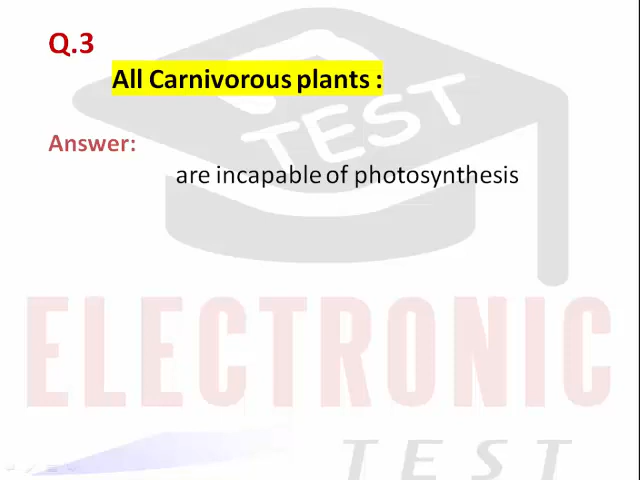 Q.3
All Carnivorous plants :
Answer:
are incapable of photosynthesis
TEST
ELECTRONIC
TEST